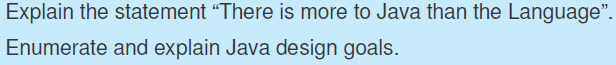 Explain the statement “There is more to Java than the Language”.
Enumerate and explain Java design goals.